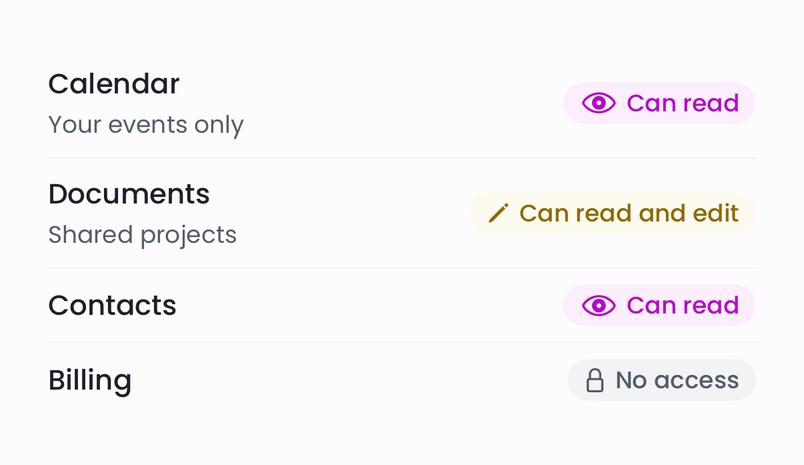 Calendar
Can read
Your events only
Documents
Can read and edit
Shared projects
Contacts
Can read
Billing
No access